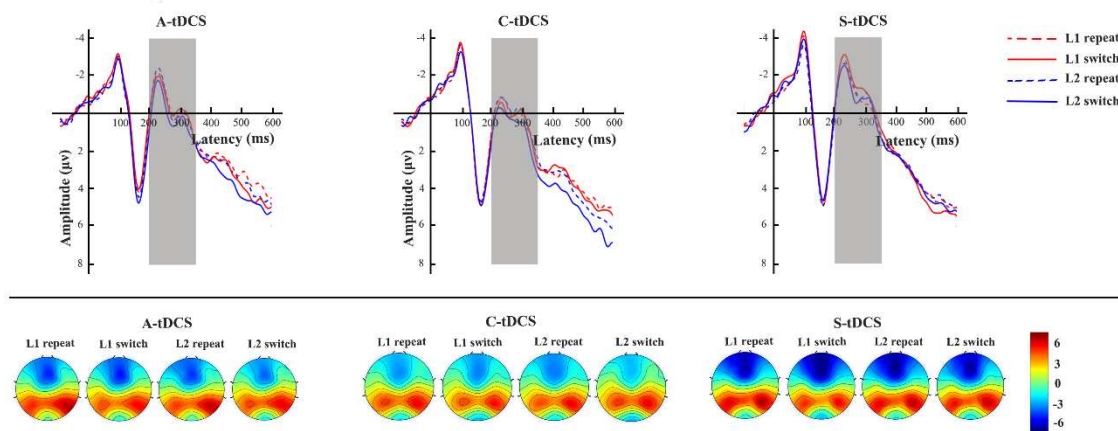 A-tDCS
C-tDCS
S-tDCS
-4
-2
2
4
6
8
100 200 300 400 500 600
Latency (ms)
Amplitude (μv)
-4
-2
2
4
6
8
100 200 300 400 500 600
Latency (ms)
Amplitude (μv)
-4
-2
2
4
6
8
100 200 300 400 500 600
Latency (ms)
Amplitude (μv)
L1 repeat
L1 switch
L2 repeat
L2 switch
A-tDCS
C-tDCS
S-tDCS
L1 repeat L1 switch L2 repeat L2 switch
L1 repeat L1 switch L2 repeat L2 switch
L1 repeat L1 switch L2 repeat L2 switch
6
3
0
-3
-6